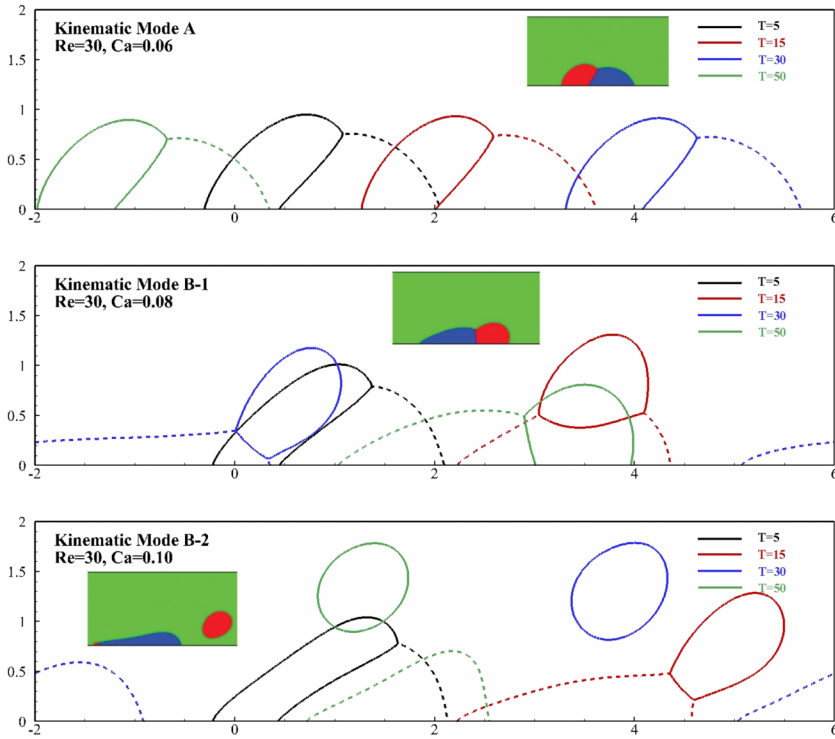 Kinematic Mode A
Re=30, Ca=0.06
T=5
T=15
T=30
T=50
2
1.5
1
0.5
0
-2 0 2 4 6
Kinematic Mode B-1
Re=30, Ca=0.08
T=5
T=15
T=30
T=50
2
1.5
1
0.5
0
-2 0 2 4 6
Kinematic Mode B-2
Re=30, Ca=0.10
T=5
T=15
T=30
T=50
2
1.5
1
0.5
0
-2 0 2 4 6